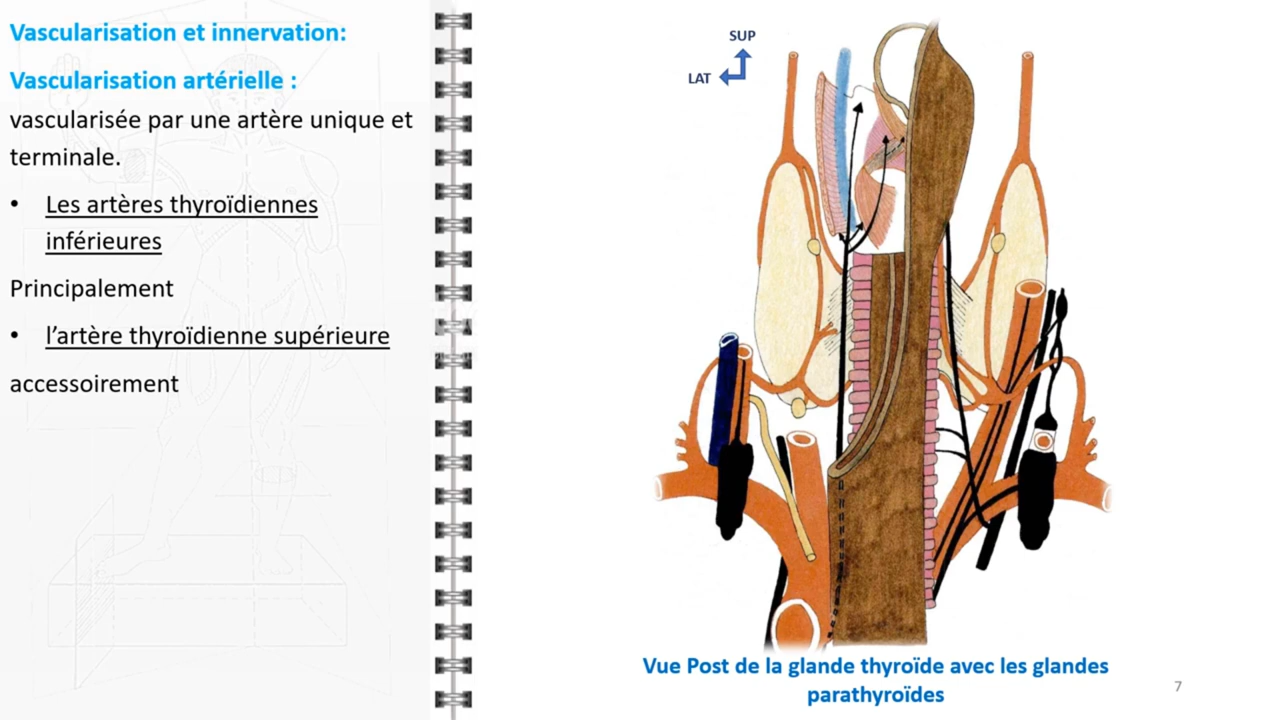 Vascularisation et innervation:
Vascularisation artérielle :
vascularisée par une artère unique et
terminale.
• Les artères thyroïdiennes
inférieures
Principalement
• l’artère thyroïdienne supérieure
accessoirement
SUP
LAT
Vue Post de la glande thyroïde avec les glandes
parathyroïdes
7